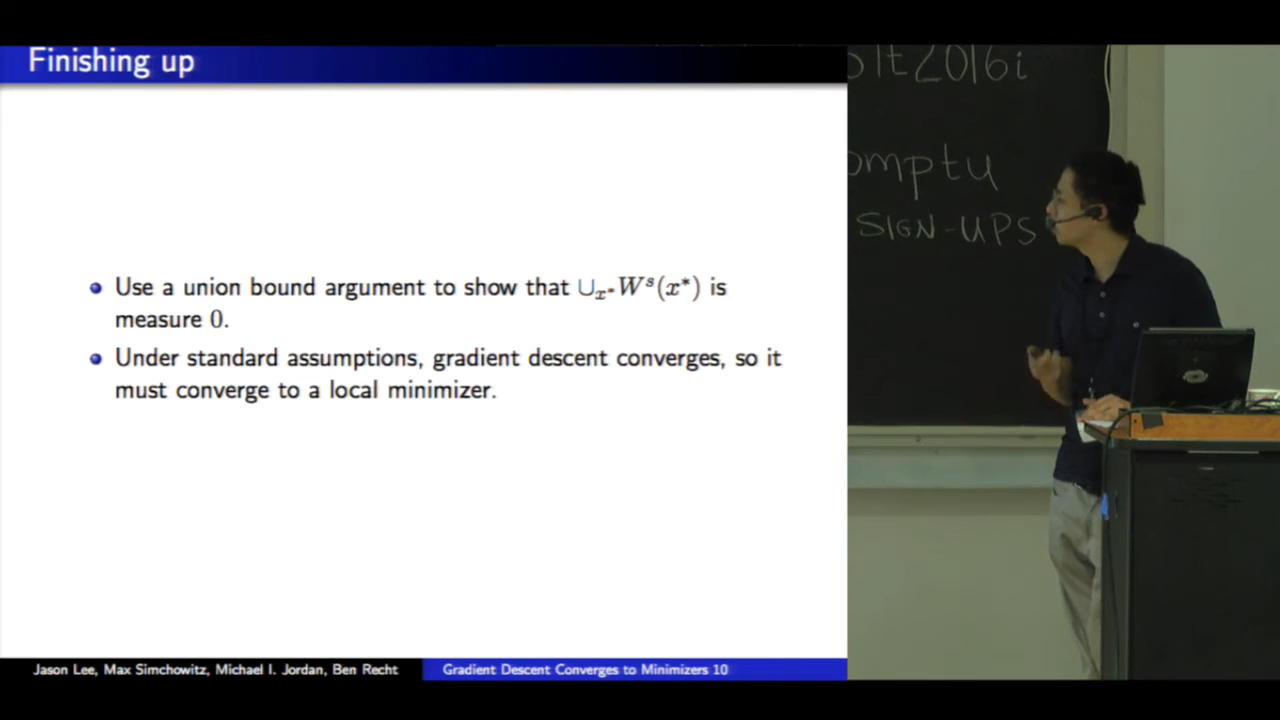 Finishing up
Use a union bound argument to show that ∪ₓ* Wˢ(x*) is
measure 0.
Under standard assumptions, gradient descent converges, so it
must converge to a local minimizer.
Jason Lee, Max Simchowitz, Michael I. Jordan, Ben Recht
Gradient Descent Converges to Minimizers 10
lt2016i
omptu
SIGN-UPS